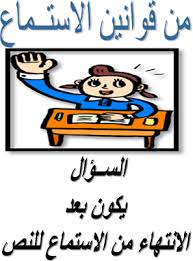 من قوانين الاستماع
السؤال
يكون بعد
الانتهاء من الاستماع للنص